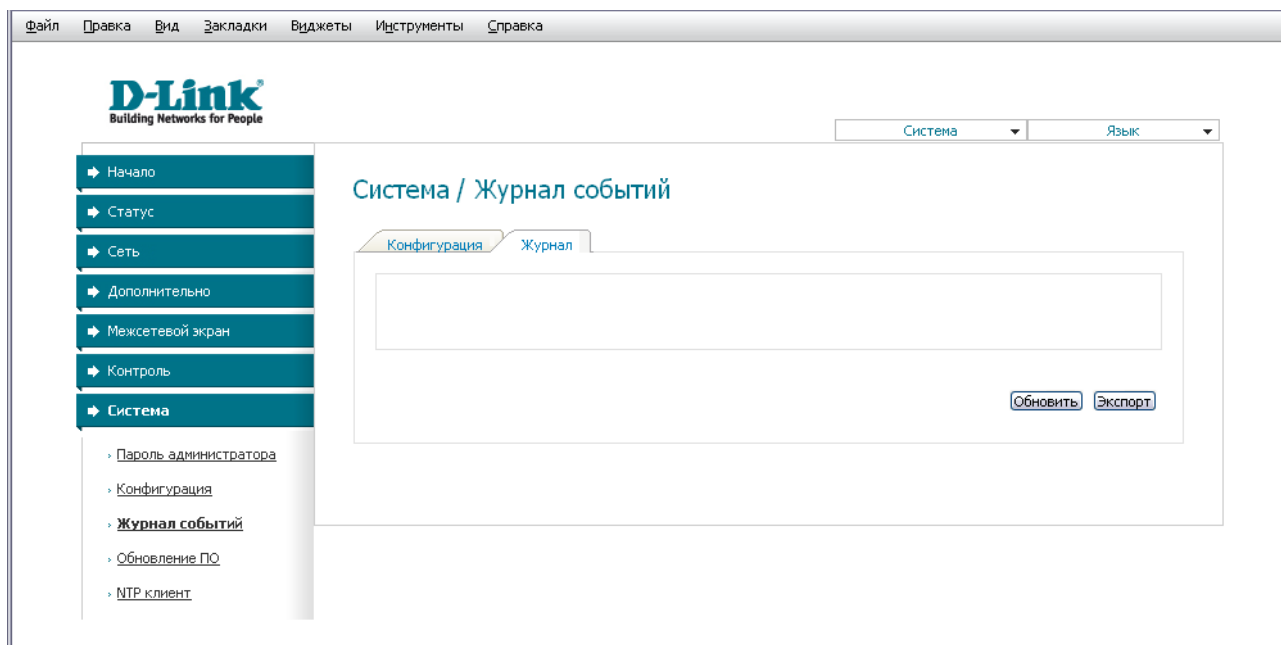 Файл Правка Вид Закладки Виджеты Инструменты Справка
D-Link®
Building Networks for People
Система Язык
Начало
Статус
Сеть
Дополнительно
Межсетевой экран
Контроль
Система
Пароль администратора
Конфигурация
Журнал событий
Обновление ПО
NTP клиент
Система / Журнал событий
Конфигурация Журнал
Обновить Экспорт